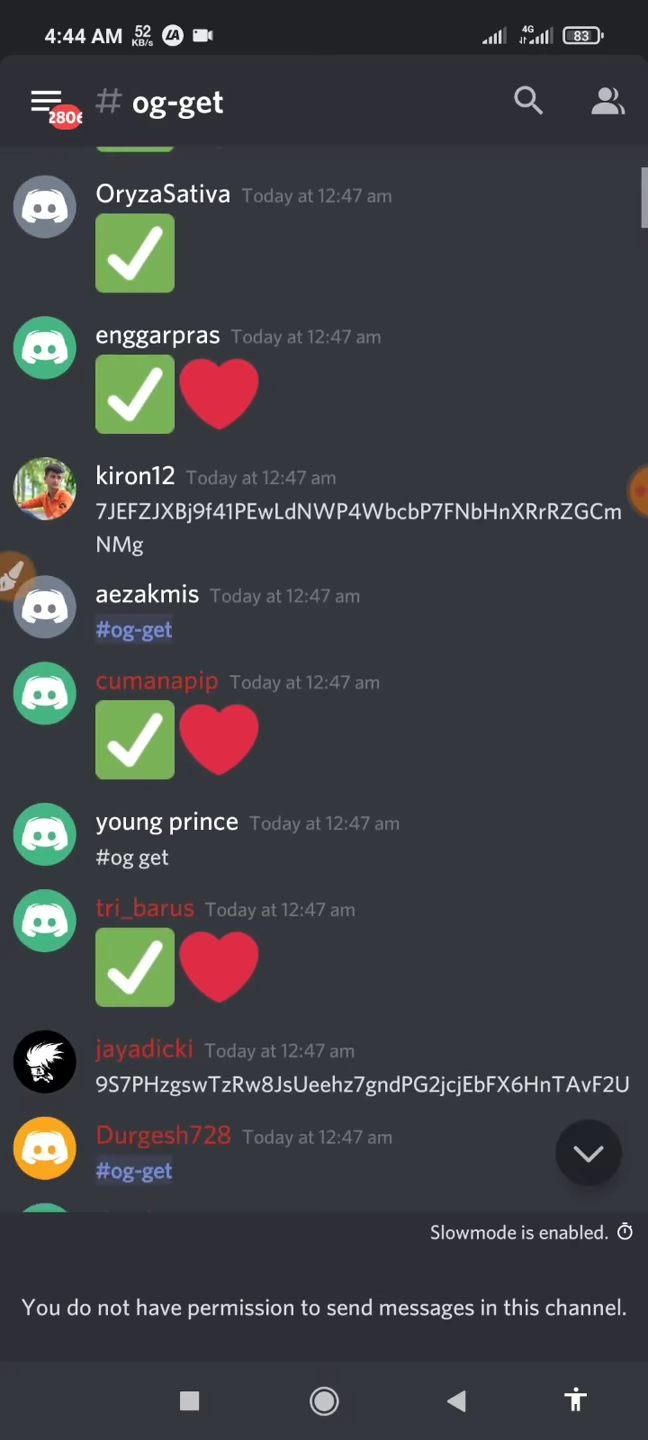 4:44 AM 52 KB/s 4G 83
2806 # og-get
OryzaSativa Today at 12:47 am
enggarpras Today at 12:47 am
kiron12 Today at 12:47 am
7JEFZJXBj9f41PEwLdNWP4WbcbP7FNbHnXRrRZGCm
NMg
aezakmis Today at 12:47 am
#og-get
cumanapip Today at 12:47 am
young prince Today at 12:47 am
#og get
tri_barus Today at 12:47 am
jayadicki Today at 12:47 am
9S7PHzgswTzRw8JsUeehz7gndPG2jcjEbFX6HnTAvF2U
Durgesh728 Today at 12:47 am
#og-get
Slowmode is enabled.
You do not have permission to send messages in this channel.